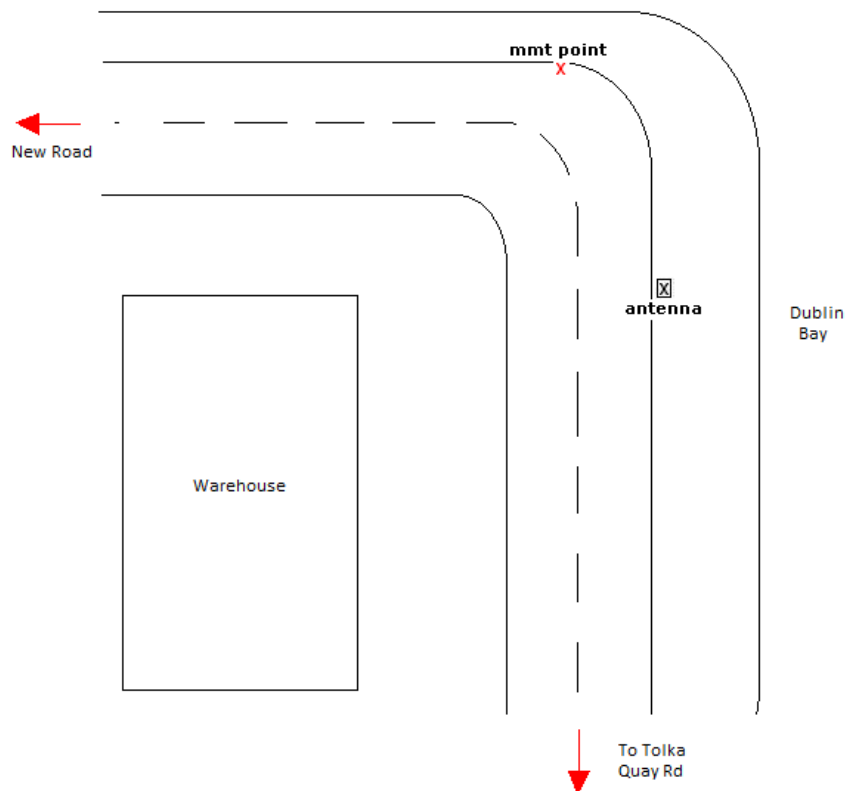 mmt point
X
New Road
X
antenna
Dublin
Bay
Warehouse
To Tolka
Quay Rd